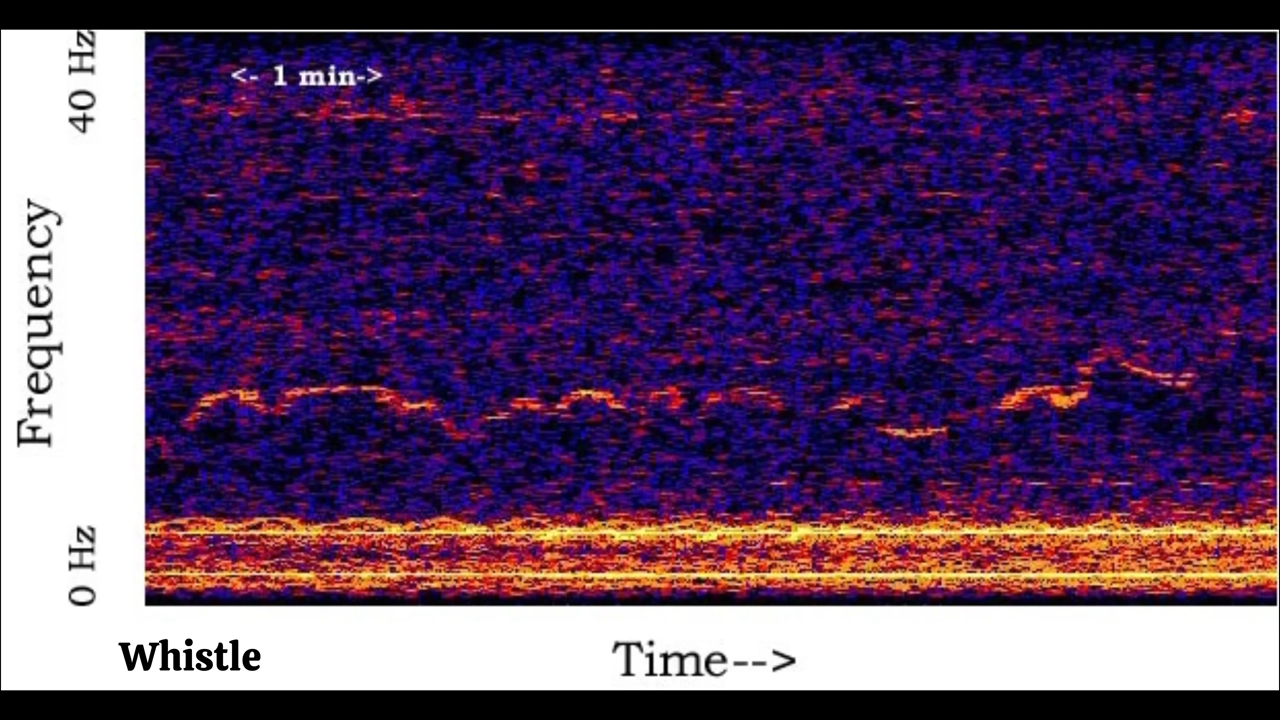 <- 1 min->
40 Hz
Frequency
0 Hz
Whistle
Time-->